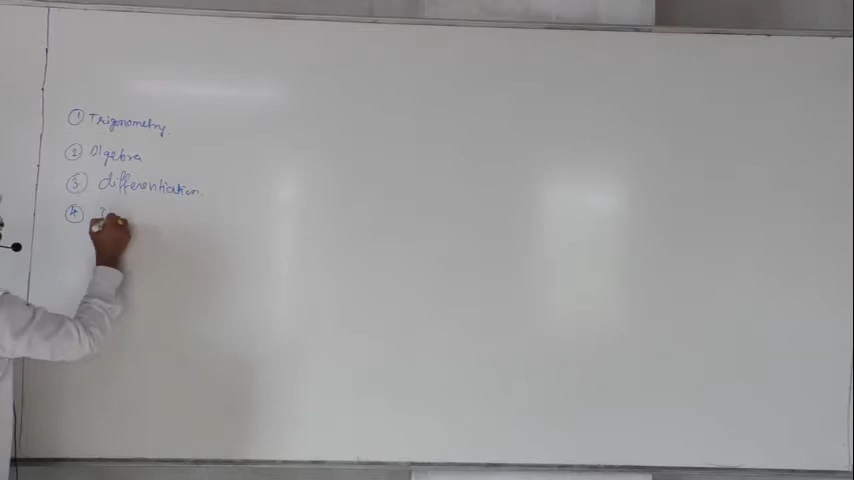 ① Trigonometry.
② Algebra
③ differentiation.
④